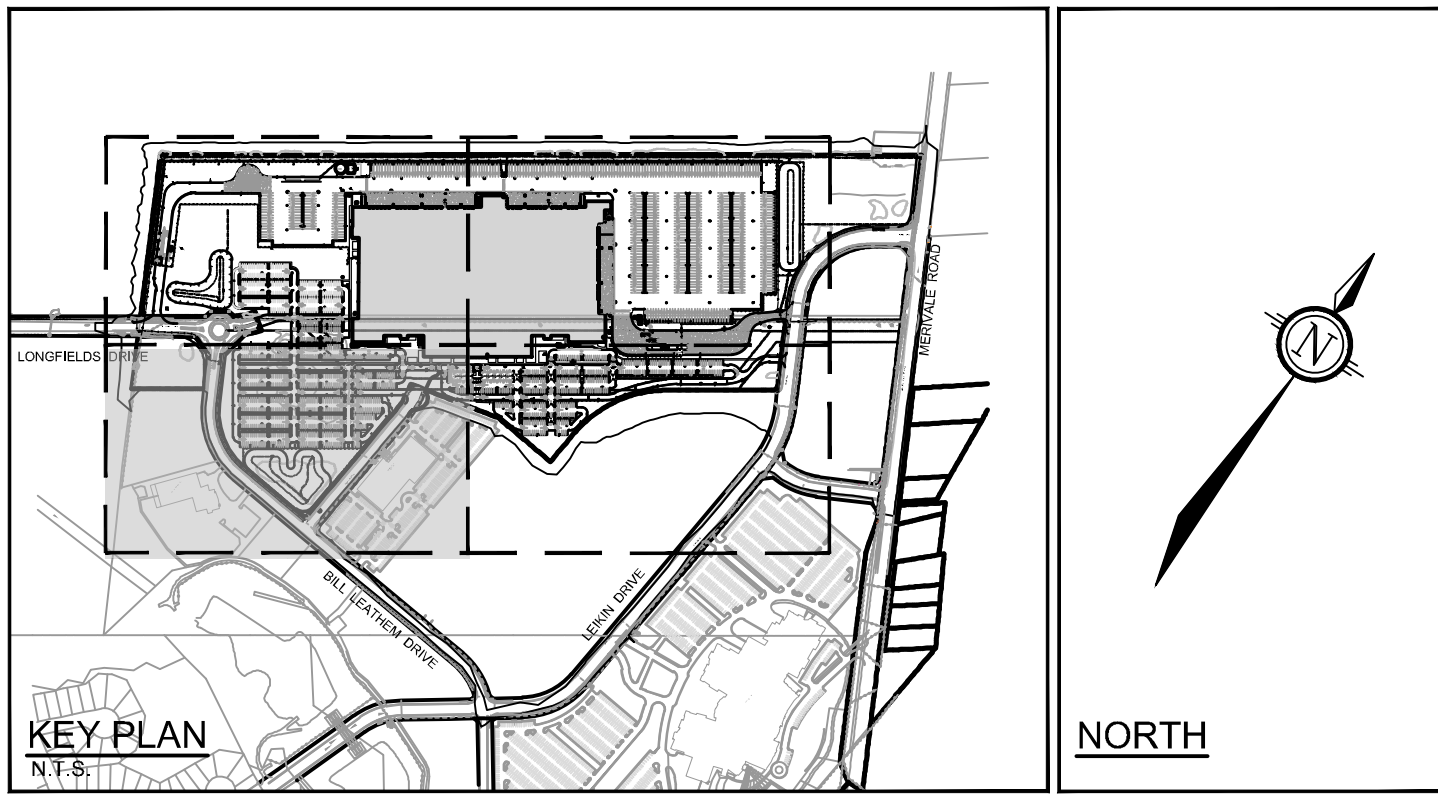 MERIVALE ROAD
LONGFIELDS DRIVE
BILL LEATHEM DRIVE
LEIKIN DRIVE
KEY PLAN
N.T.S.
N
NORTH